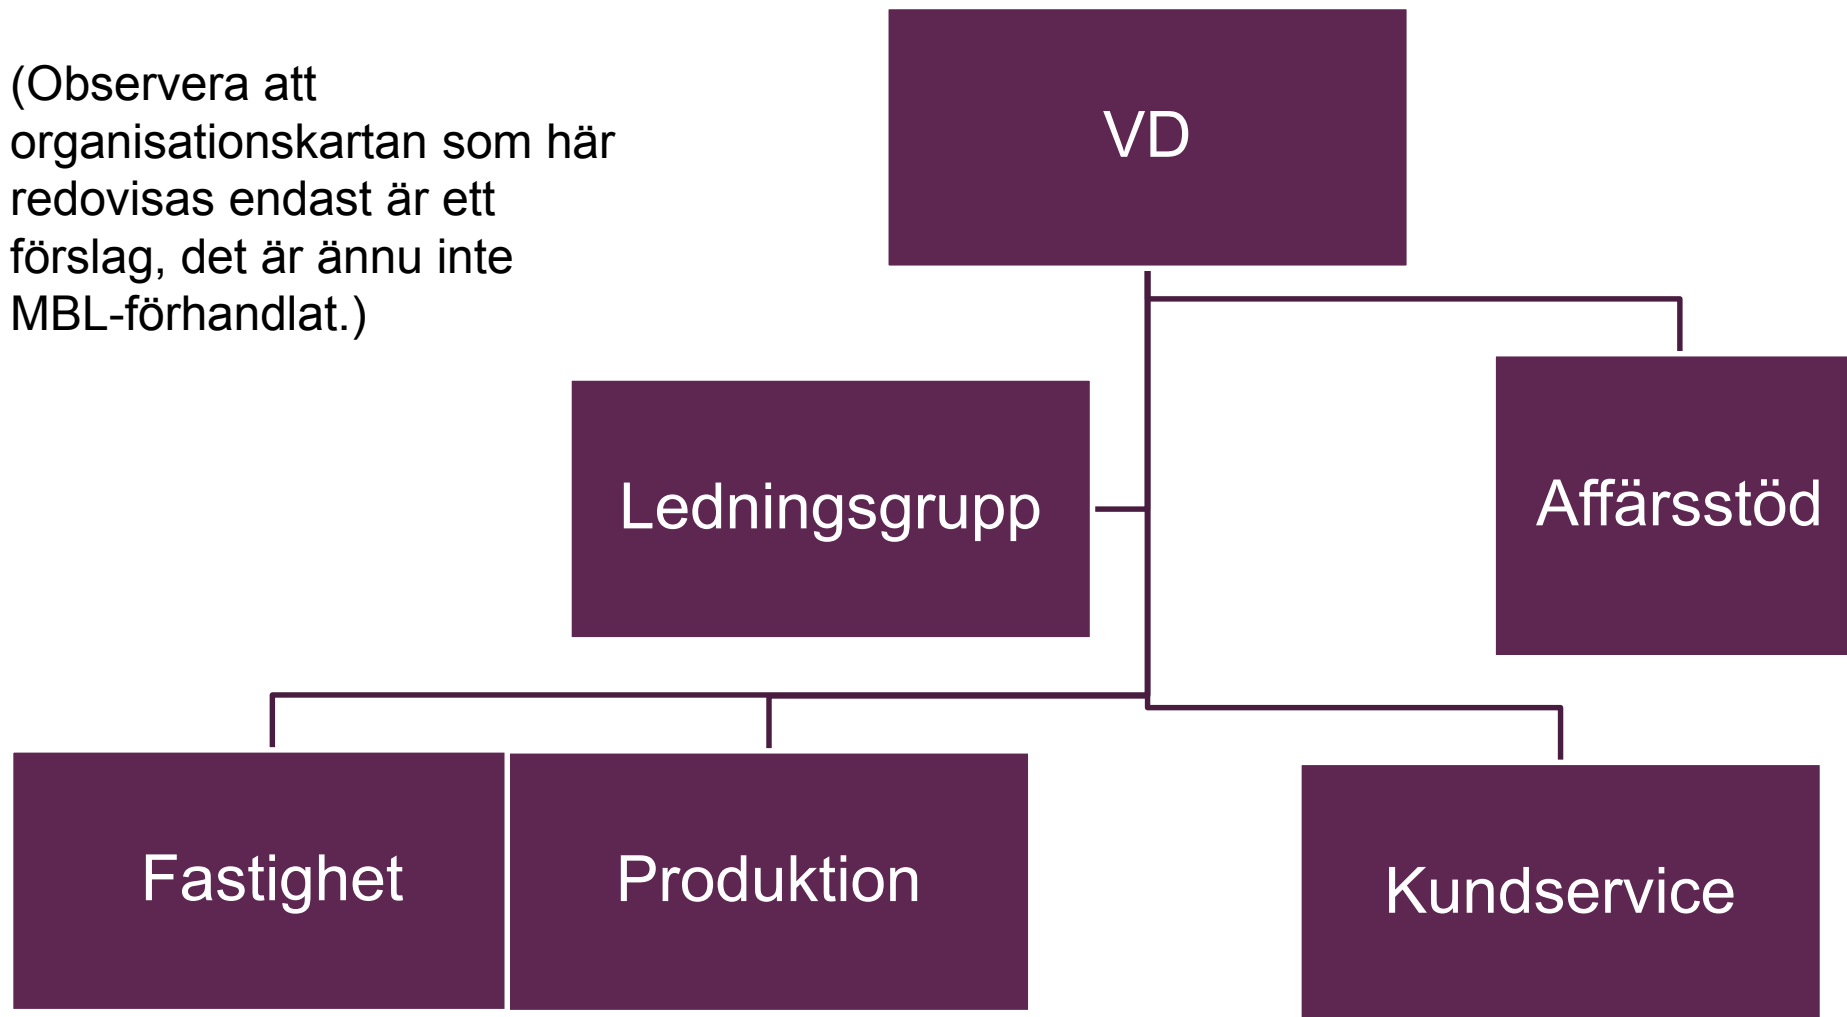 (Observera att
organisationskartan som här
redovisas endast är ett
förslag, det är ännu inte
MBL-förhandlat.)
VD
Ledningsgrupp
Affärsstöd
Fastighet
Produktion
Kundservice